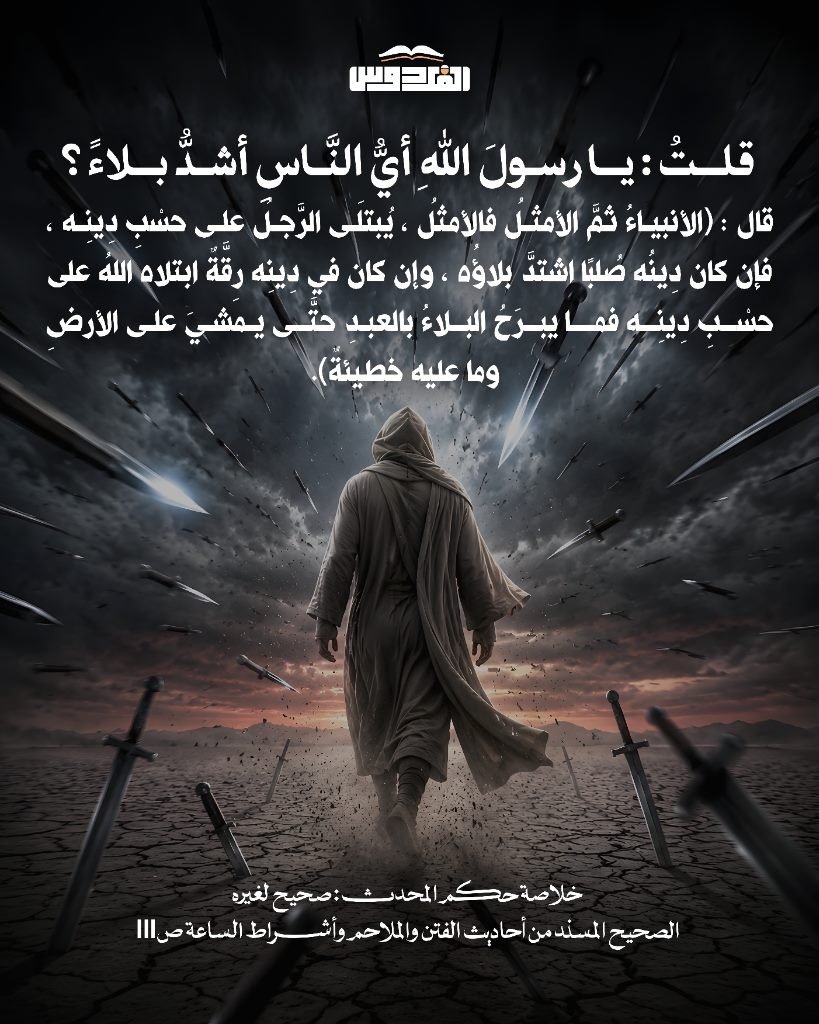 الفردوس
قلتُ : يا رسولَ اللهِ أيُّ النَّاسِ أشدُّ بلاءً ؟
قال : (الأنبياءُ ثمَّ الأمثلُ فالأمثلُ ، يُبتلَى الرَّجلُ على حسْبِ دِينِه ،
فإن كان دِينُه صُلبًا اشتدَّ بلاؤُه ، وإن كان في دِينِه رقَّةٌ ابتلاه اللهُ على
حسْبِ دِينِه فما يبرَحُ البلاءُ بالعبدِ حتَّى يمشيَ على الأرضِ
وما عليه خطيئةٌ).
خلاصة حكم المحدث : صحيح لغيره
الصحيح المسند من أحاديث الفتن والملاحم وأشراط الساعة ص111